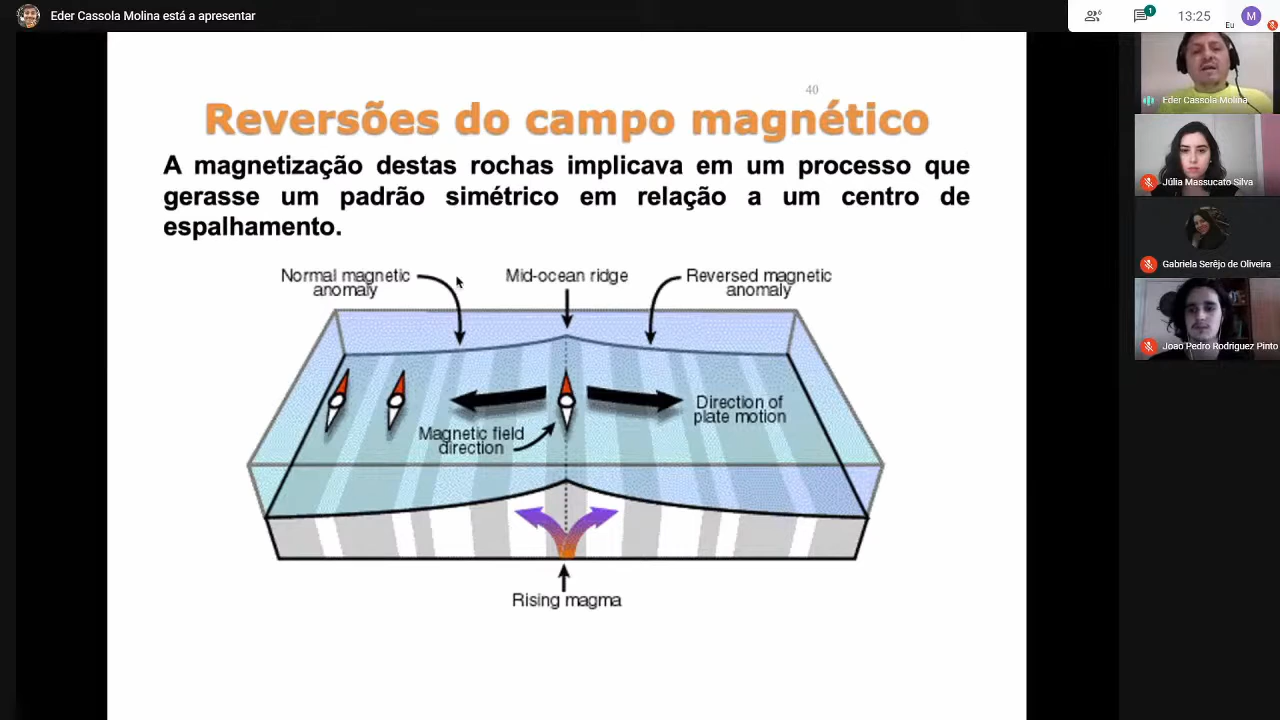 Eder Cassola Molina está a apresentar
6
1
13:25
Eu
M
40
Reversões do campo magnético
A magnetização destas rochas implicava em um processo que
gerasse um padrão simétrico em relação a um centro de
espalhamento.
Normal magnetic
anomaly
Mid-ocean ridge
Reversed magnetic
anomaly
Magnetic field
direction
Direction of
plate motion
Rising magma
Eder Cassola Molina
Júlia Massucato Silva
Gabriela Serêjo de Oliveira
Joao Pedro Rodriguez Pinto